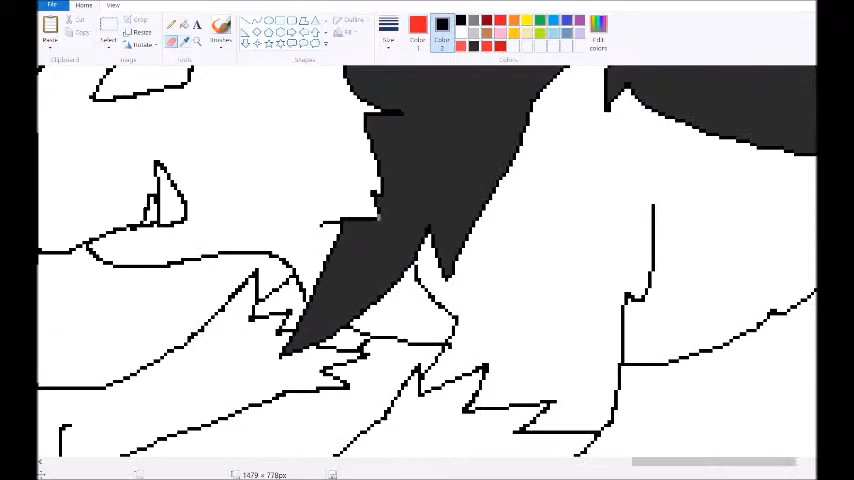 File Home View
Paste
Cut
Copy
Clipboard
Select
Crop
Resize
Rotate
Image
Tools
Brushes
Shapes
Outline
Fill
Size
Color
1
Color
2
Edit
colors
Colors
1479 × 778px